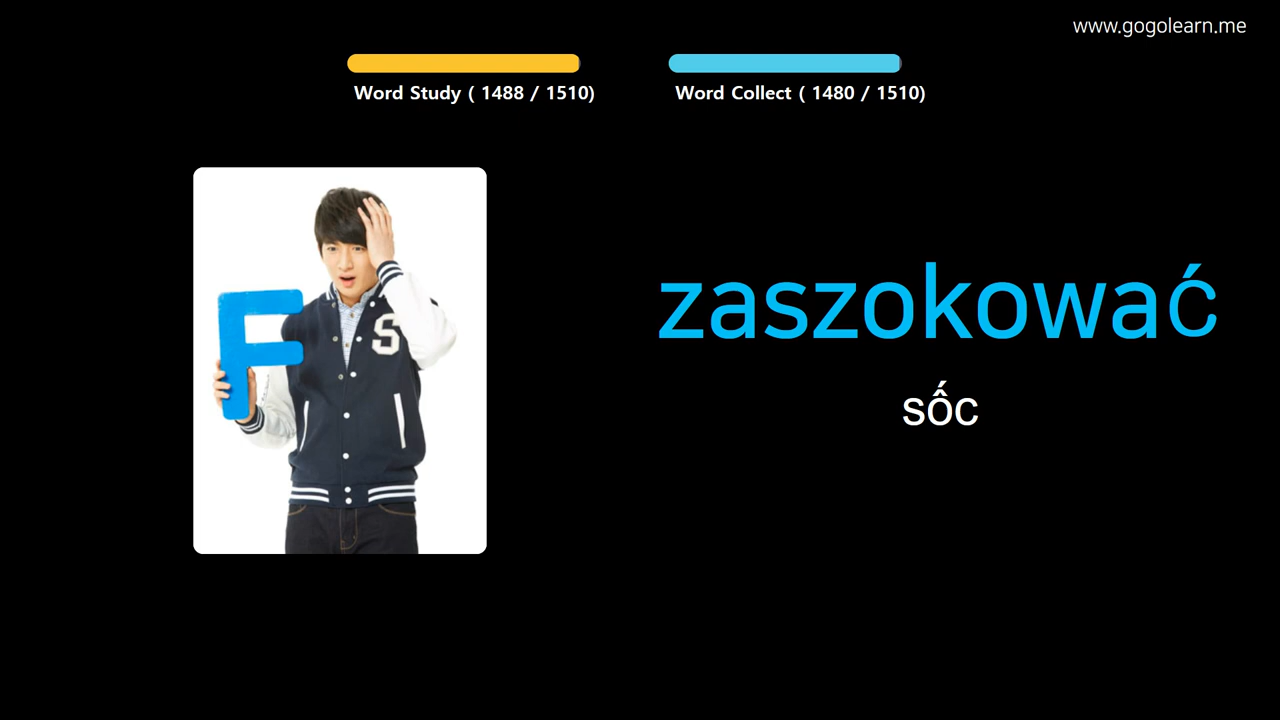 www.gogolearn.me
Word Study ( 1488 / 1510)
Word Collect ( 1480 / 1510)
F
S
zaszokować
sốc